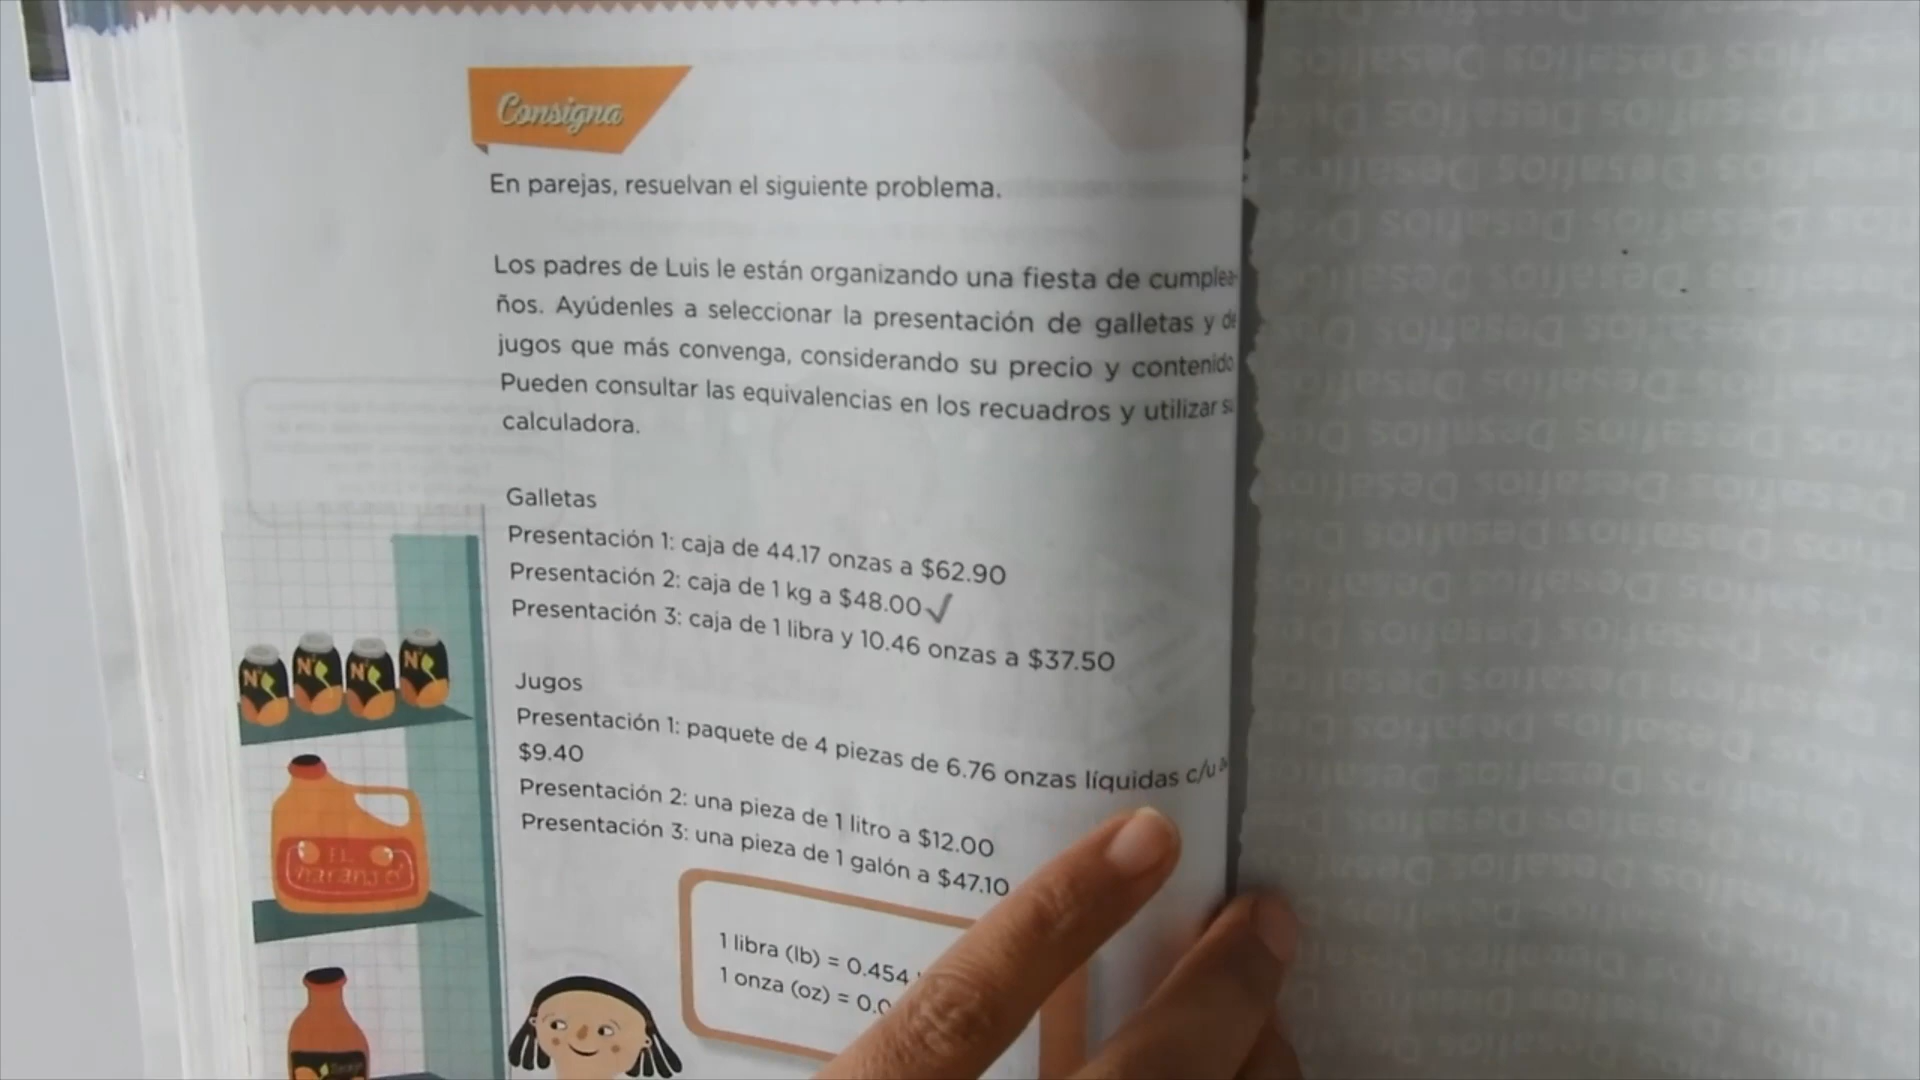 Consigna
En parejas, resuelvan el siguiente problema.
Los padres de Luis le están organizando una fiesta de cumplea-
ños. Ayúdenles a seleccionar la presentación de galletas y de
jugos que más convenga, considerando su precio y contenido
Pueden consultar las equivalencias en los recuadros y utilizar su
calculadora.
Galletas
Presentación 1: caja de 44.17 onzas a $62.90
Presentación 2: caja de 1 kg a $48.00
Presentación 3: caja de 1 libra y 10.46 onzas a $37.50
Jugos
Presentación 1: paquete de 4 piezas de 6.76 onzas líquidas c/u a
$9.40
Presentación 2: una pieza de 1 litro a $12.00
Presentación 3: una pieza de 1 galón a $47.10
1 libra (lb) = 0.454
1 onza (oz) = 0.0
N
N
N
N
EL